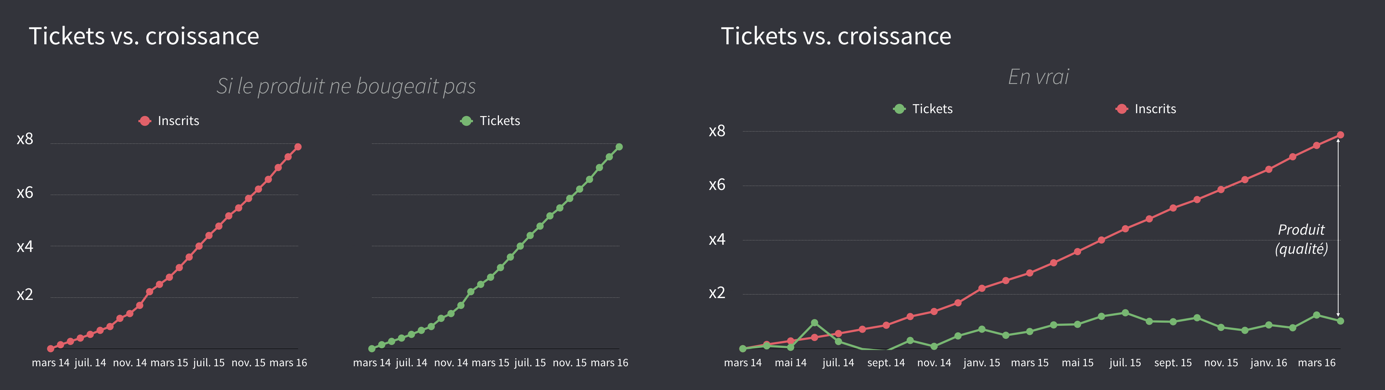 Tickets vs. croissance
Si le produit ne bougeait pas
Inscrits
Tickets
x8
x6
x4
x2
mars 14 juil. 14 nov. 14 mars 15 juil. 15 nov. 15 mars 16
mars 14 juil. 14 nov. 14 mars 15 juil. 15 nov. 15 mars 16
Tickets vs. croissance
En vrai
Tickets
Inscrits
x8
x6
x4
x2
Produit
(qualité)
mars 14 mai 14 juil. 14 sept. 14 nov. 14 janv. 15 mars 15 mai 15 juil. 15 sept. 15 nov. 15 janv. 16 mars 16